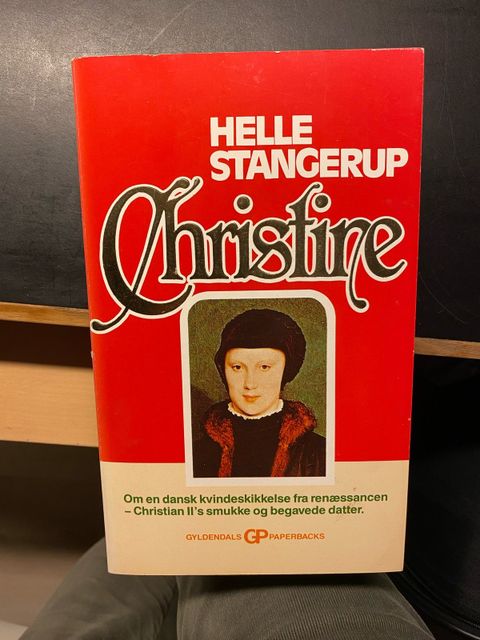 HELLE
STANGERUP
Christine
Om en dansk kvindeskikkelse fra renæssancen
– Christian II's smukke og begavede datter.
GYLDENDALS GP PAPERBACKS